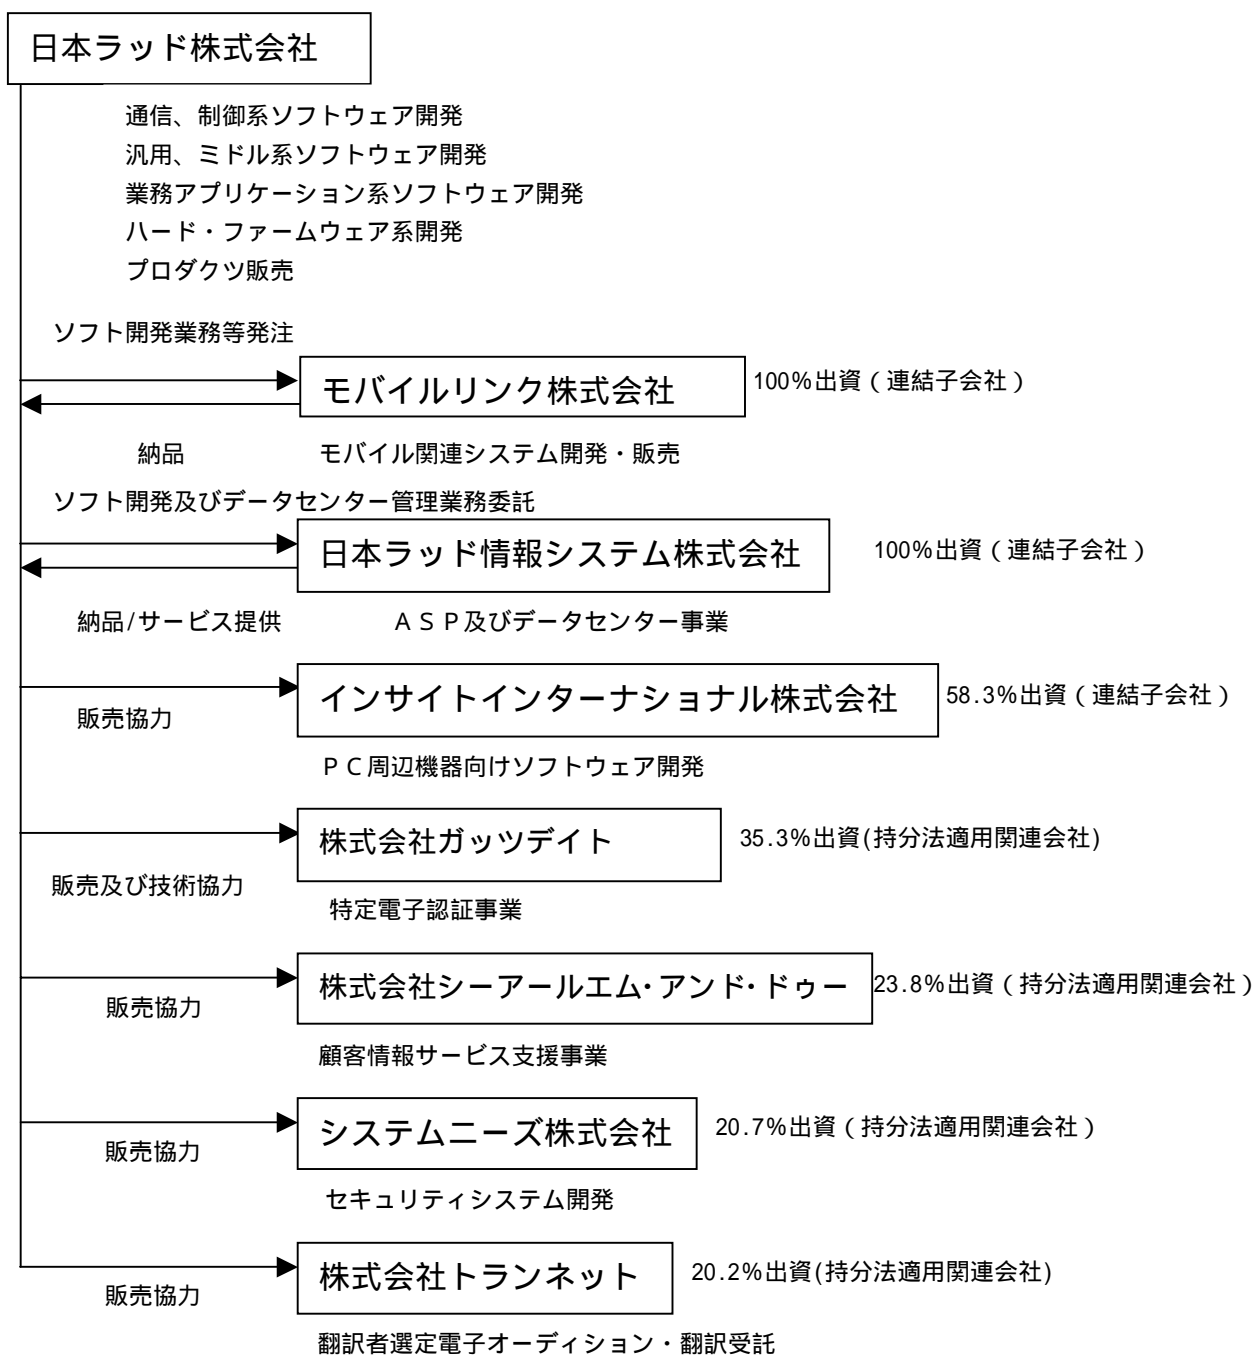 日本ラッド株式会社
通信、制御系ソフトウェア開発
汎用、ミドル系ソフトウェア開発
業務アプリケーション系ソフトウェア開発
ハード・ファームウェア系開発
プロダクツ販売
ソフト開発業務等発注
モバイルリンク株式会社
100%出資（連結子会社）
納品
モバイル関連システム開発・販売
ソフト開発及びデータセンター管理業務委託
日本ラッド情報システム株式会社
100%出資（連結子会社）
納品/サービス提供
ＡＳＰ及びデータセンター事業
インサイトインターナショナル株式会社
58.3%出資（連結子会社）
販売協力
ＰＣ周辺機器向けソフトウェア開発
株式会社ガッツデイト
35.3%出資(持分法適用関連会社)
販売及び技術協力
特定電子認証事業
株式会社シーアールエム・アンド・ドゥー
23.8%出資（持分法適用関連会社）
販売協力
顧客情報サービス支援事業
システムニーズ株式会社
20.7%出資（持分法適用関連会社）
販売協力
セキュリティシステム開発
株式会社トランネット
20.2%出資(持分法適用関連会社)
販売協力
翻訳者選定電子オーディション・翻訳受託